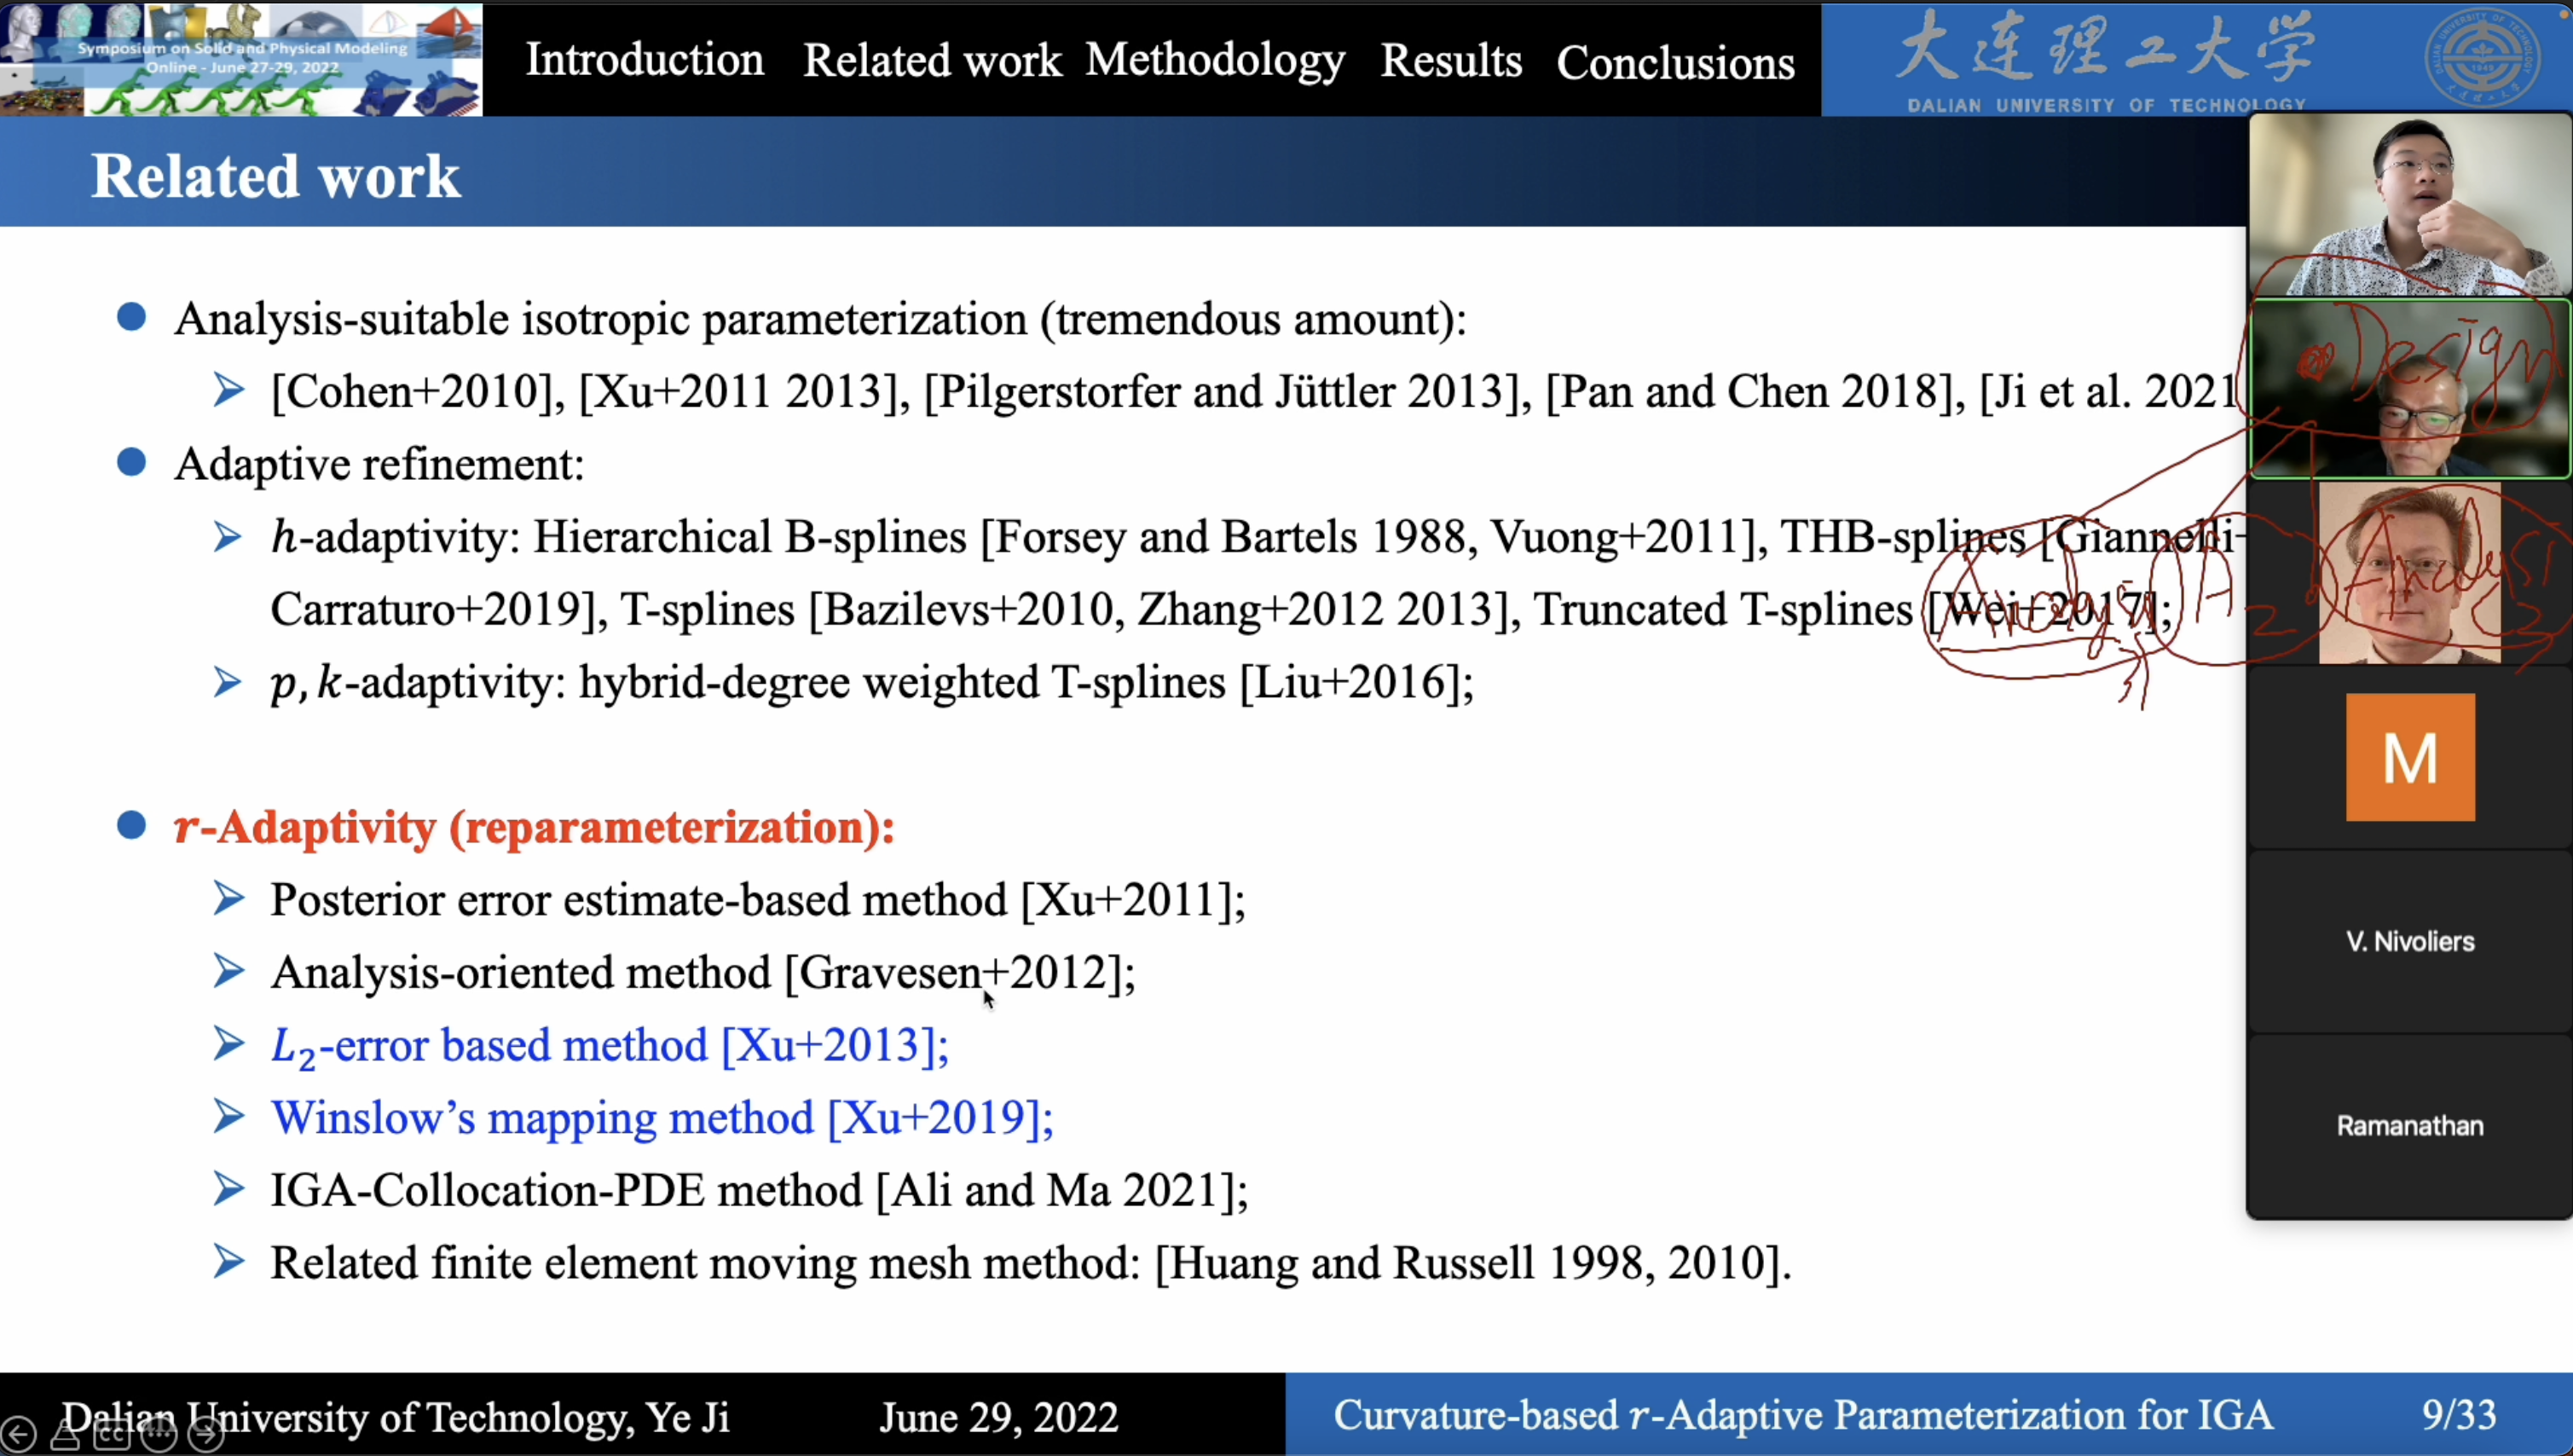 Symposium on Solid and Physical Modeling
Online - June 27-29, 2022
Introduction Related work Methodology Results Conclusions
大连理工大学
DALIAN UNIVERSITY OF TECHNOLOGY
Related work
Analysis-suitable isotropic parameterization (tremendous amount):
[Cohen+2010], [Xu+2011 2013], [Pilgerstorfer and Jüttler 2013], [Pan and Chen 2018], [Ji et al. 2021
Adaptive refinement:
h-adaptivity: Hierarchical B-splines [Forsey and Bartels 1988, Vuong+2011], THB-splines [Giannelli+
Carraturo+2019], T-splines [Bazilevs+2010, Zhang+2012 2013], Truncated T-splines [Wei+2017];
p, k-adaptivity: hybrid-degree weighted T-splines [Liu+2016];
r-Adaptivity (reparameterization):
Posterior error estimate-based method [Xu+2011];
Analysis-oriented method [Gravesen+2012];
L₂-error based method [Xu+2013];
Winslow’s mapping method [Xu+2019];
IGA-Collocation-PDE method [Ali and Ma 2021];
Related finite element moving mesh method: [Huang and Russell 1998, 2010].
Design
Analysis
A2
Analysi
3
M
V. Nivoliers
Ramanathan
Dalian University of Technology, Ye Ji
June 29, 2022
Curvature-based r-Adaptive Parameterization for IGA
9/33
CC